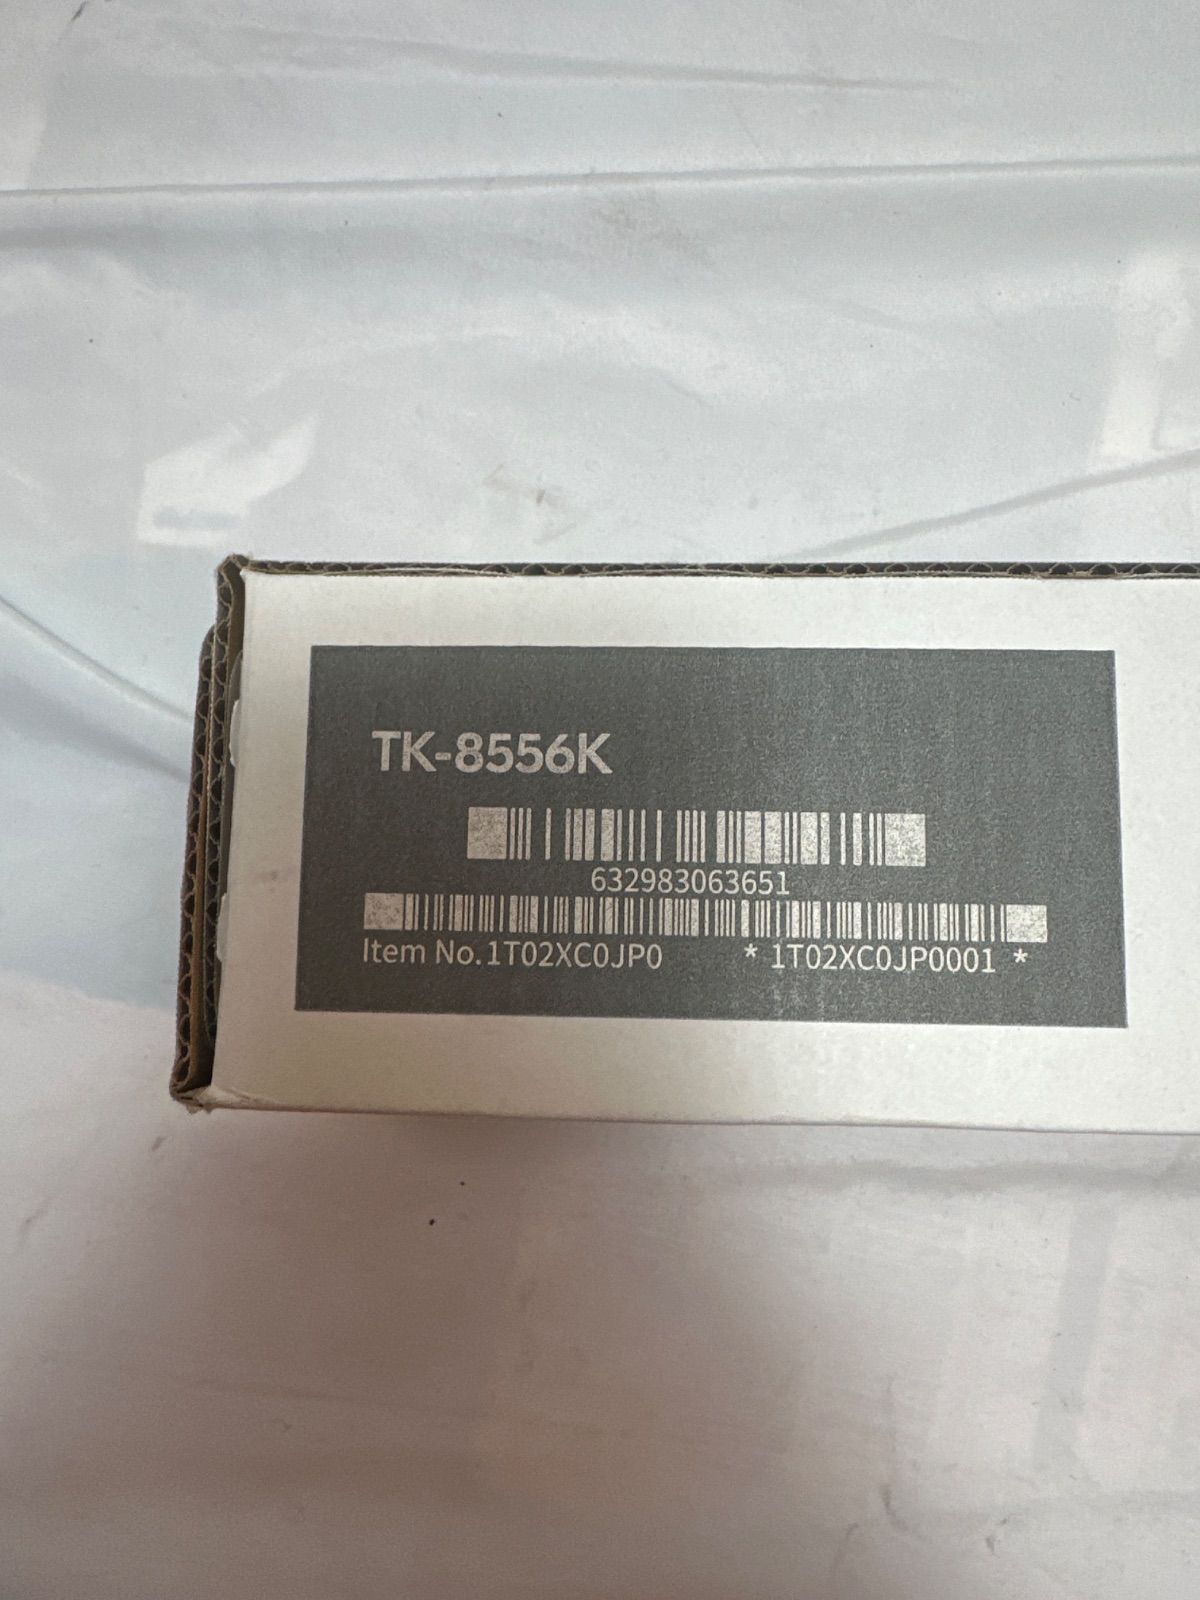 TK-8556K
632983063651
Item No.1T02XC0JP0 * 1T02XC0JP0001 *